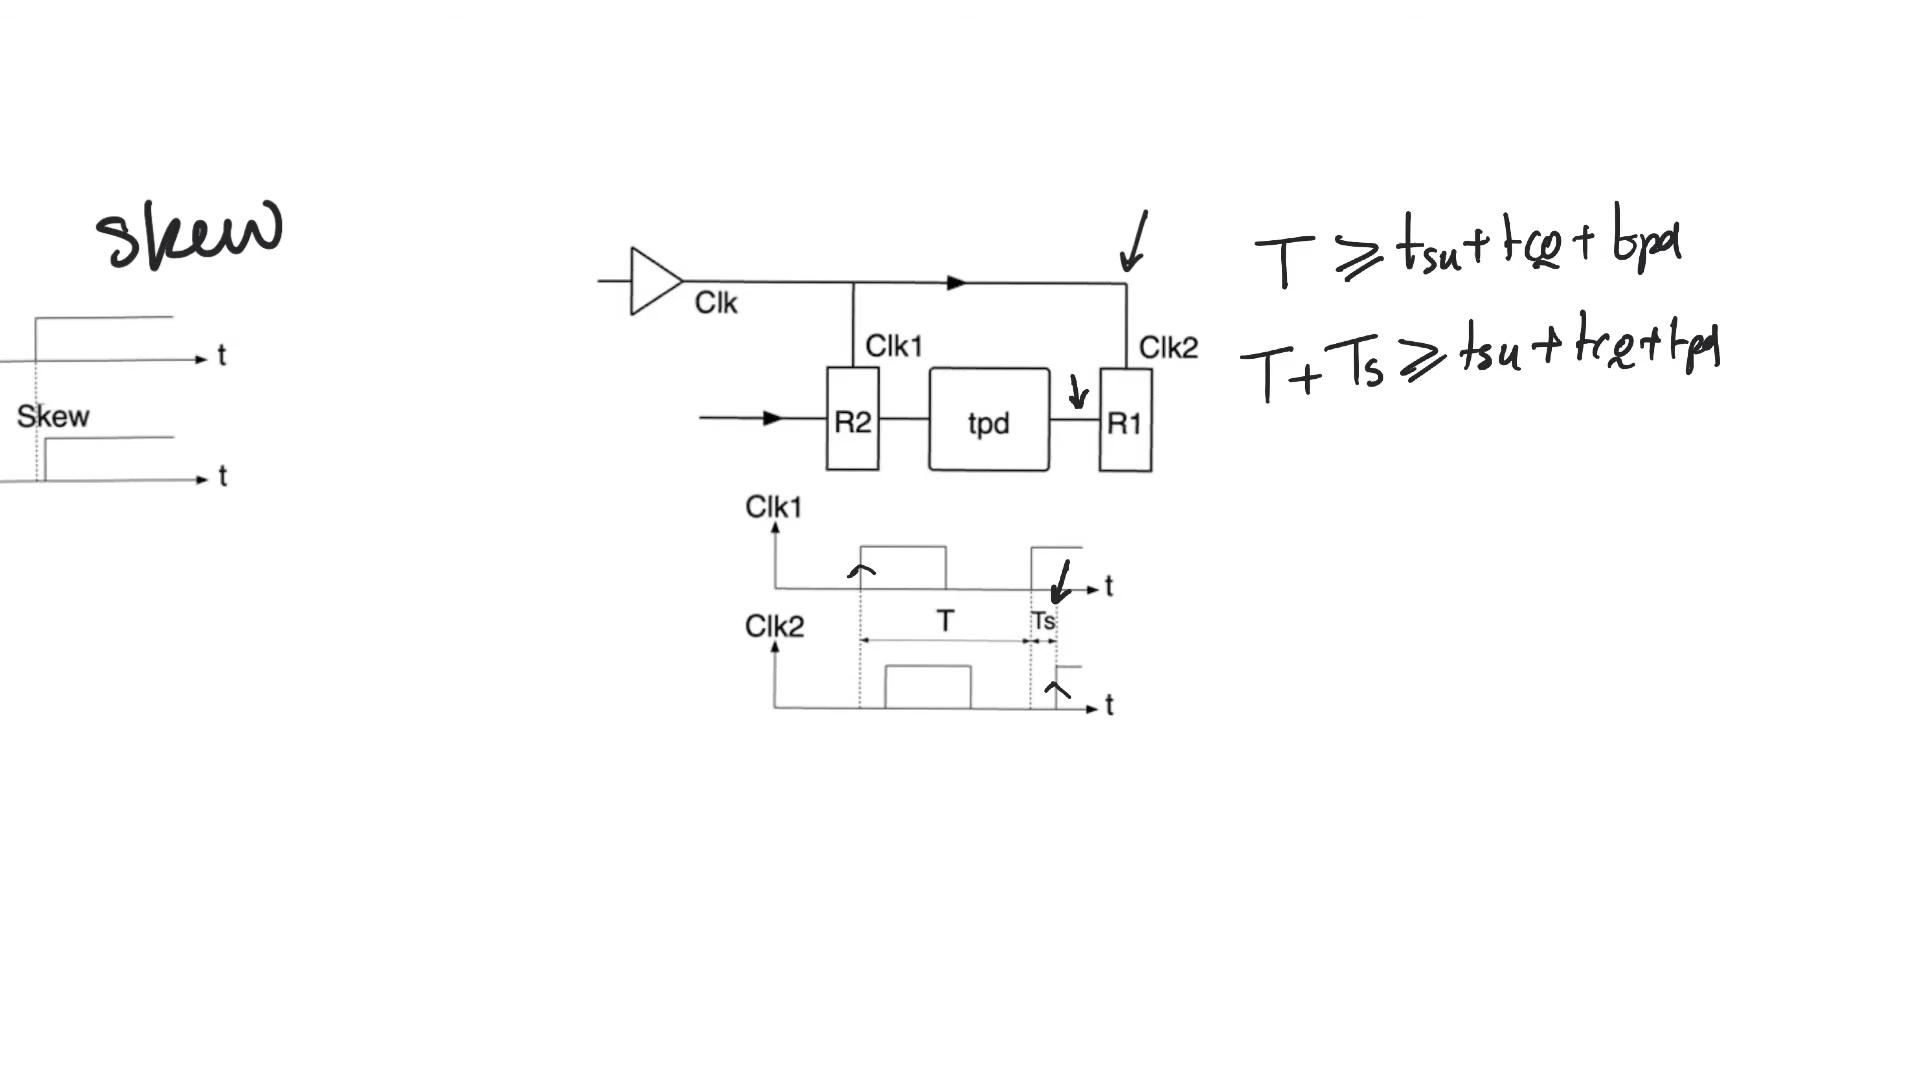 skew
t
Skew
t
Clk
Clk1
Clk2
R2
tpd
R1
Clk1
t
T
Ts
Clk2
t
T ⩾ tsu + tcQ + tpd
T + Ts ⩾ tsu + tcQ + tpd